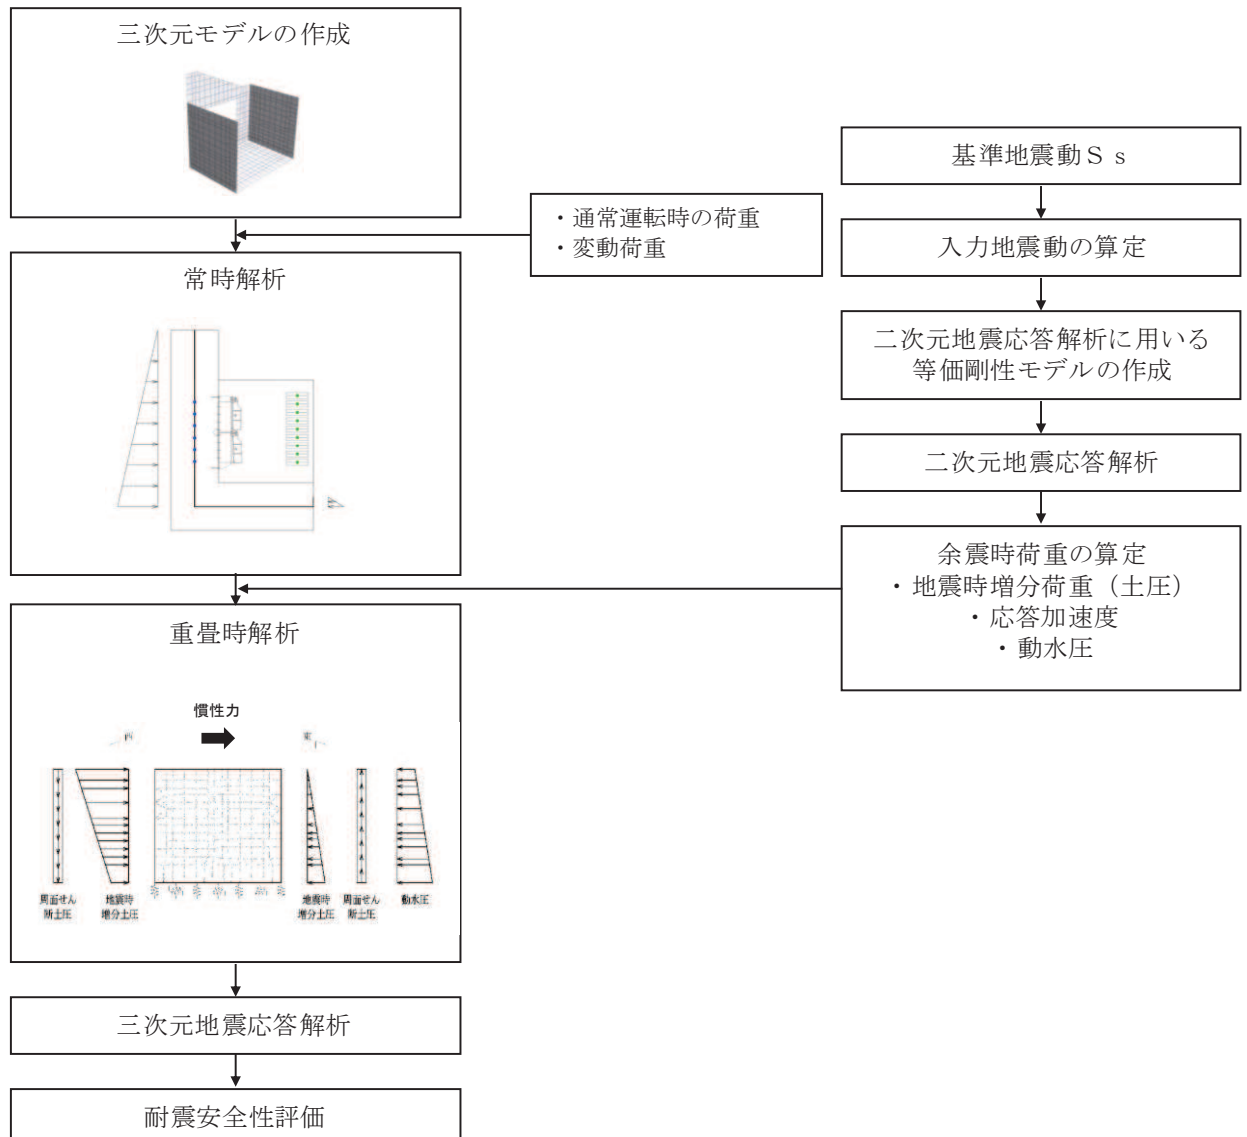 三次元モデルの作成
・通常運転時の荷重
・変動荷重
常時解析
基準地震動Ｓｓ
入力地震動の算定
二次元地震応答解析に用いる
等価剛性モデルの作成
二次元地震応答解析
余震時荷重の算定
・地震時増分荷重（土圧）
・応答加速度
・動水圧
重畳時解析
慣性力
西
東
周面せん
断土圧
地震時
増分土圧
地震時
増分土圧
周面せん
断土圧
動水圧
三次元地震応答解析
耐震安全性評価